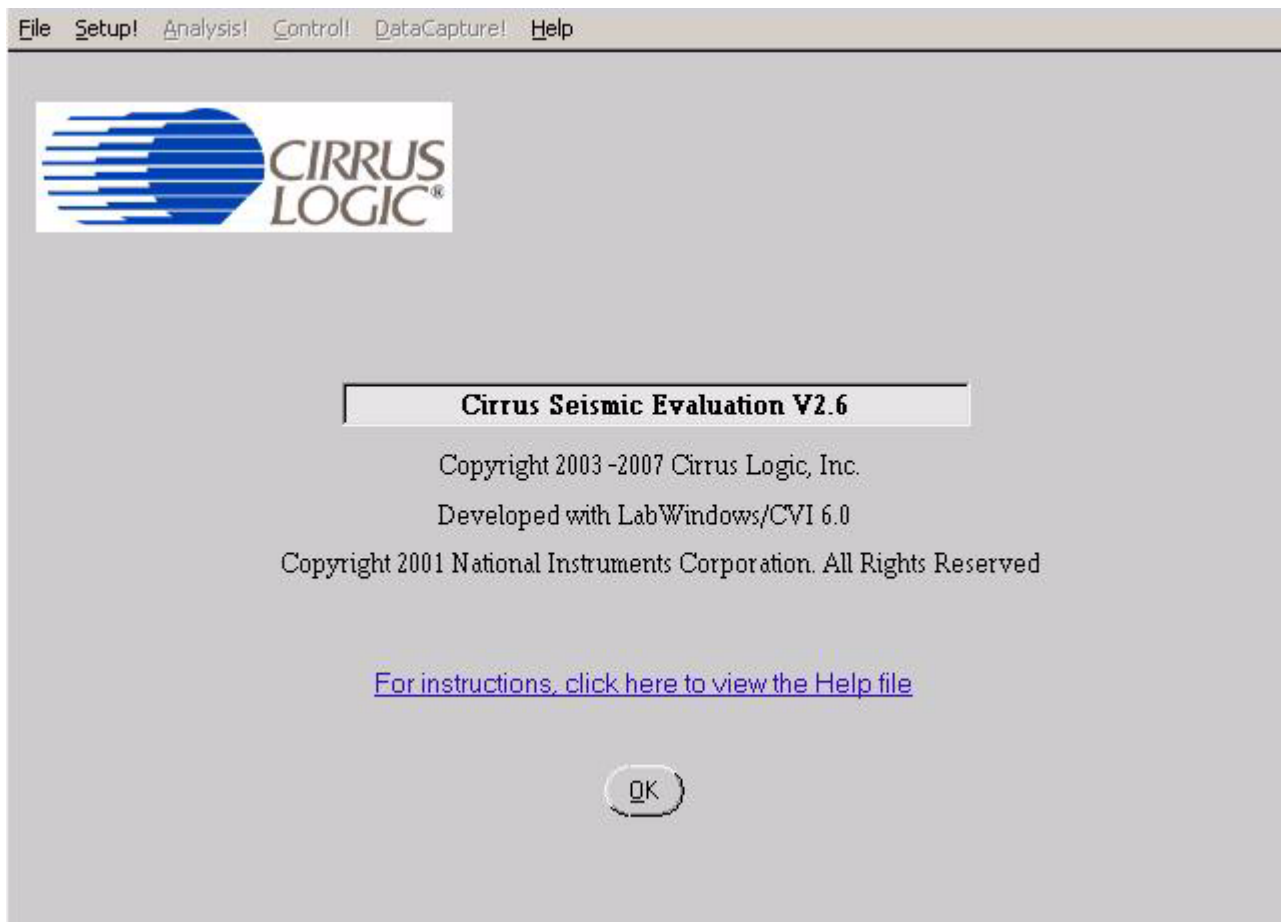 File Setup! Analysis! Control! DataCapture! Help
CIRRUS
LOGIC®
Cirrus Seismic Evaluation V2.6
Copyright 2003 -2007 Cirrus Logic, Inc.
Developed with LabWindows/CVI 6.0
Copyright 2001 National Instruments Corporation. All Rights Reserved
For instructions, click here to view the Help file
OK